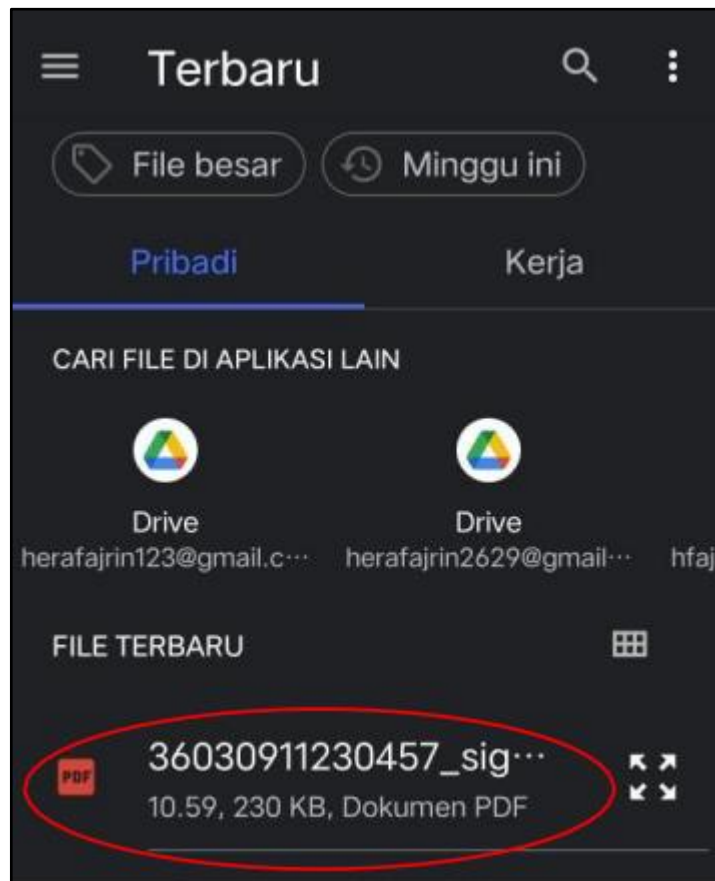 Terbaru
File besar
Minggu ini
Pribadi
Kerja
CARI FILE DI APLIKASI LAIN
Drive
herafajrin123@gmail.c...
Drive
herafajrin2629@gmail...
hfaj
FILE TERBARU
PDF
36030911230457_sig...
10.59, 230 KB, Dokumen PDF